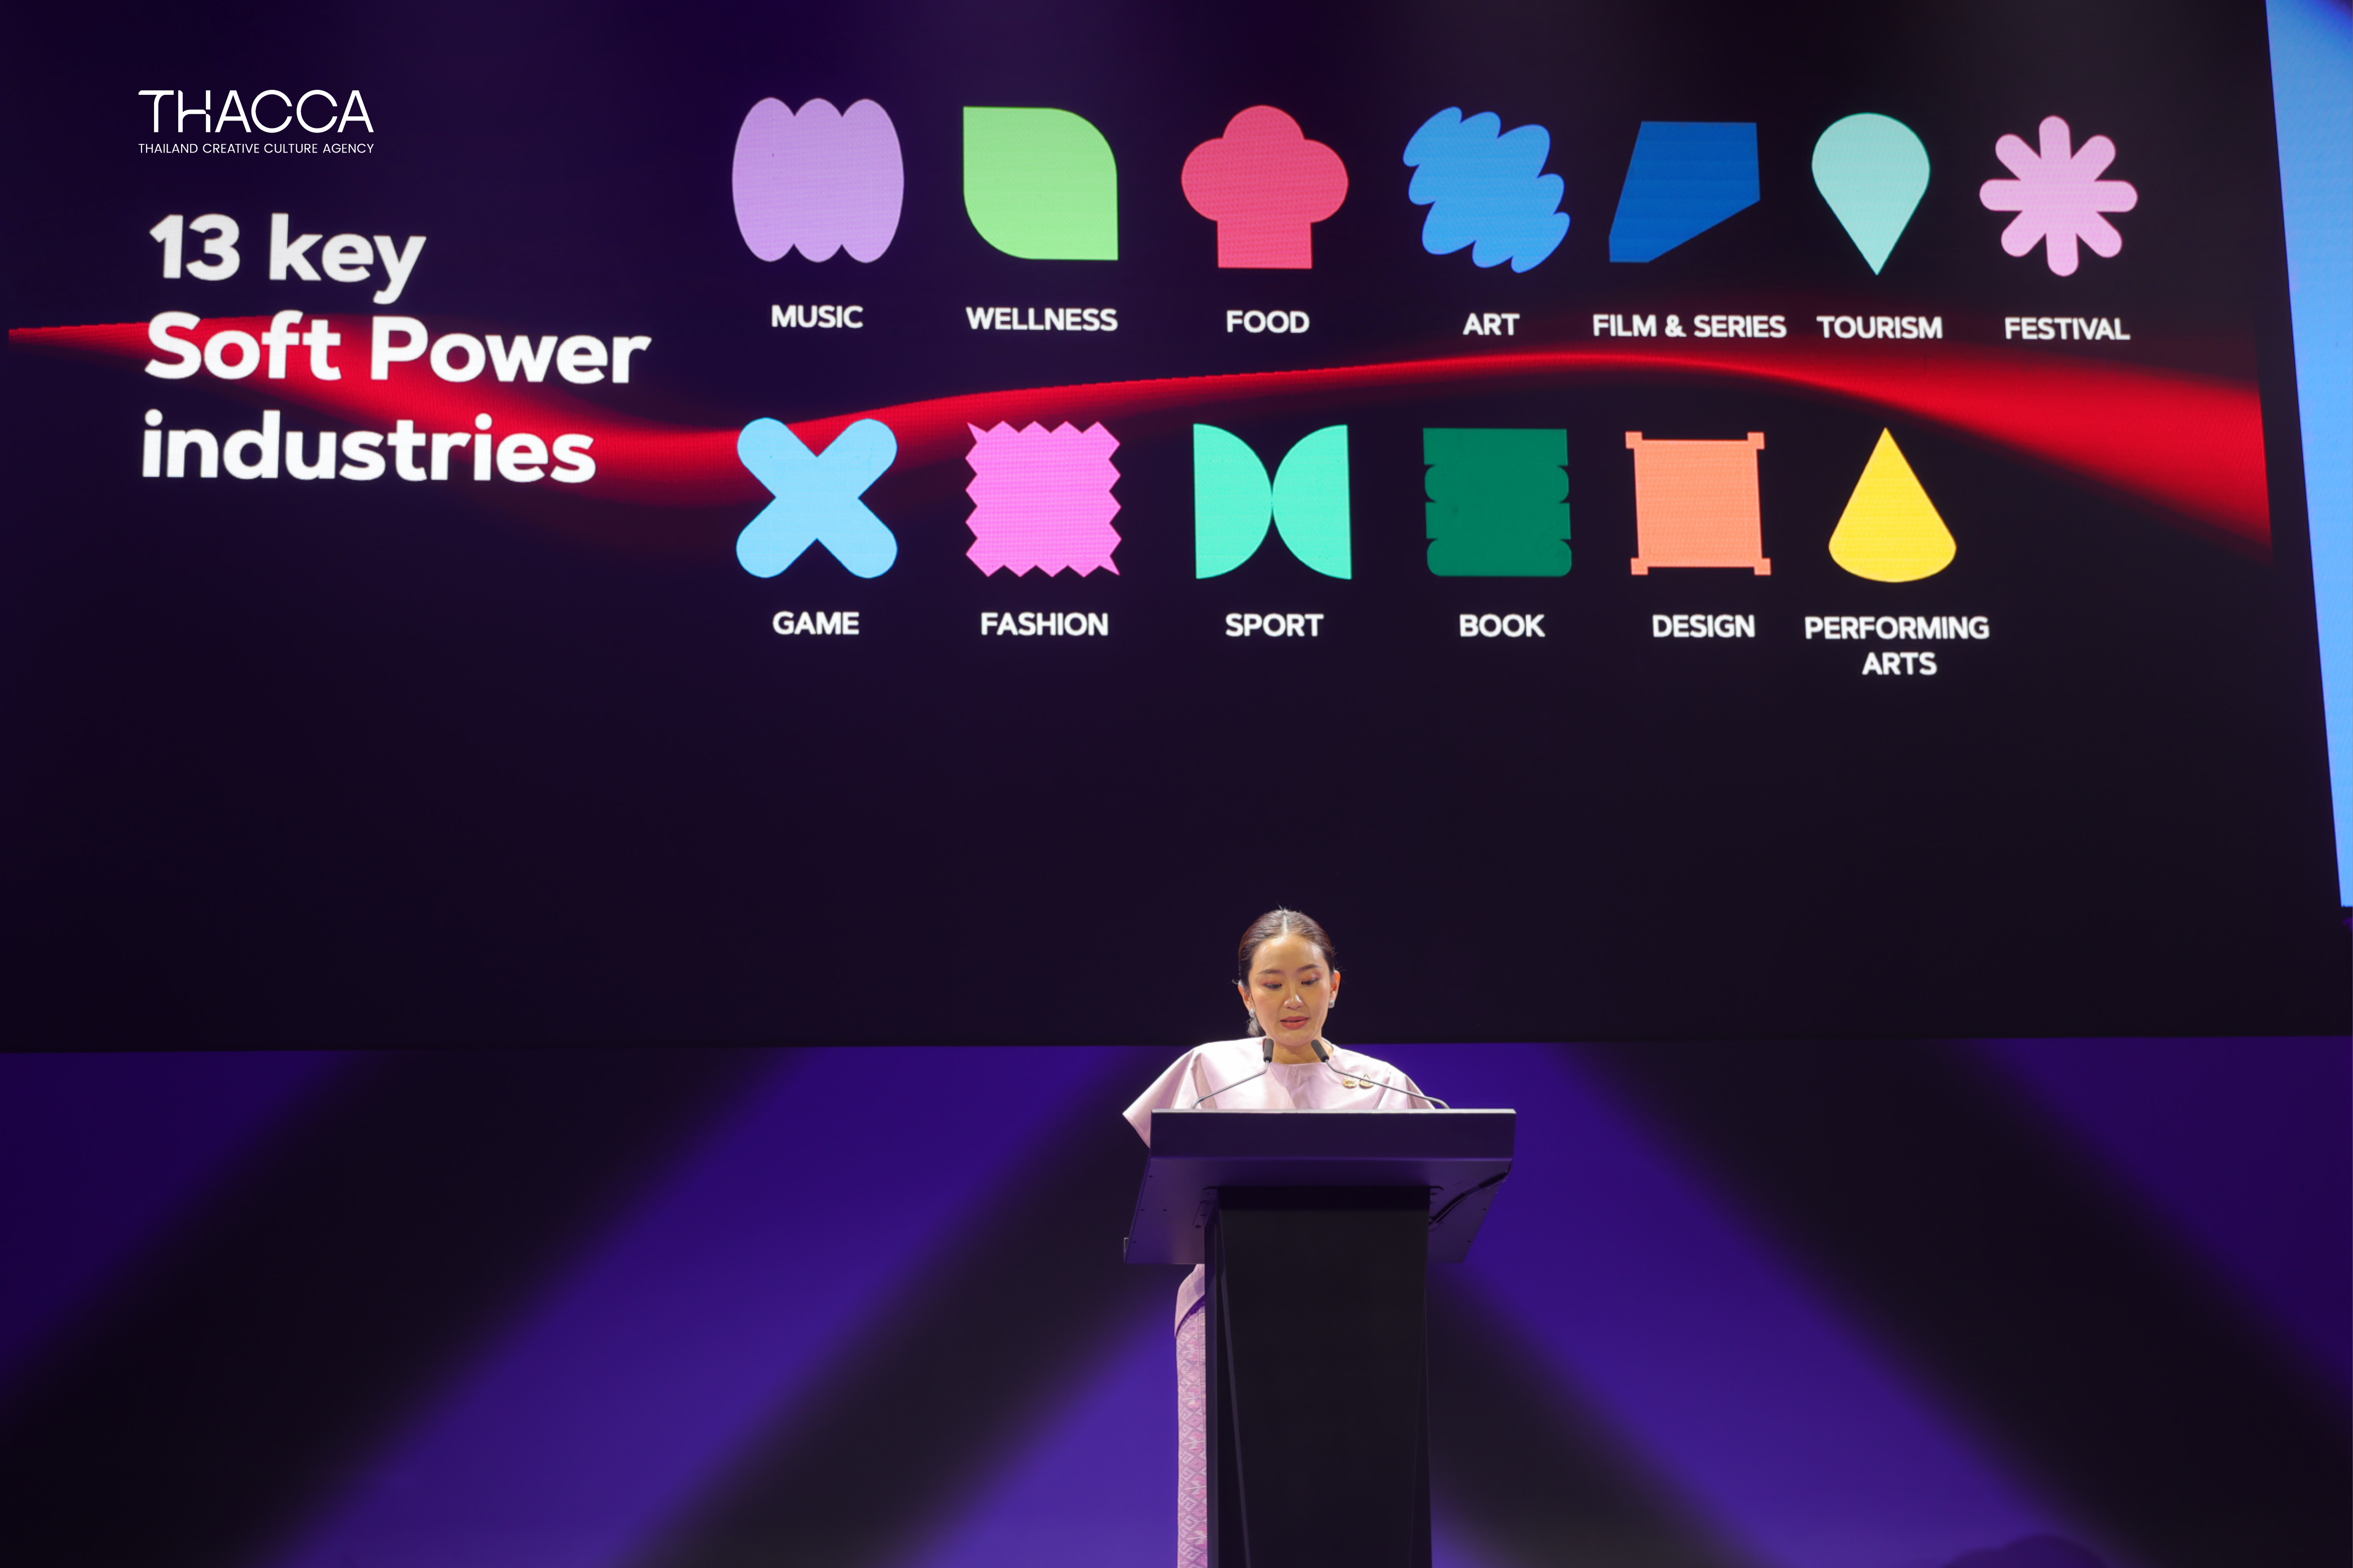 THACCA
THAILAND CREATIVE CULTURE AGENCY
13 key
Soft Power
industries
MUSIC
WELLNESS
FOOD
ART
FILM & SERIES
TOURISM
FESTIVAL
GAME
FASHION
SPORT
BOOK
DESIGN
PERFORMING
ARTS